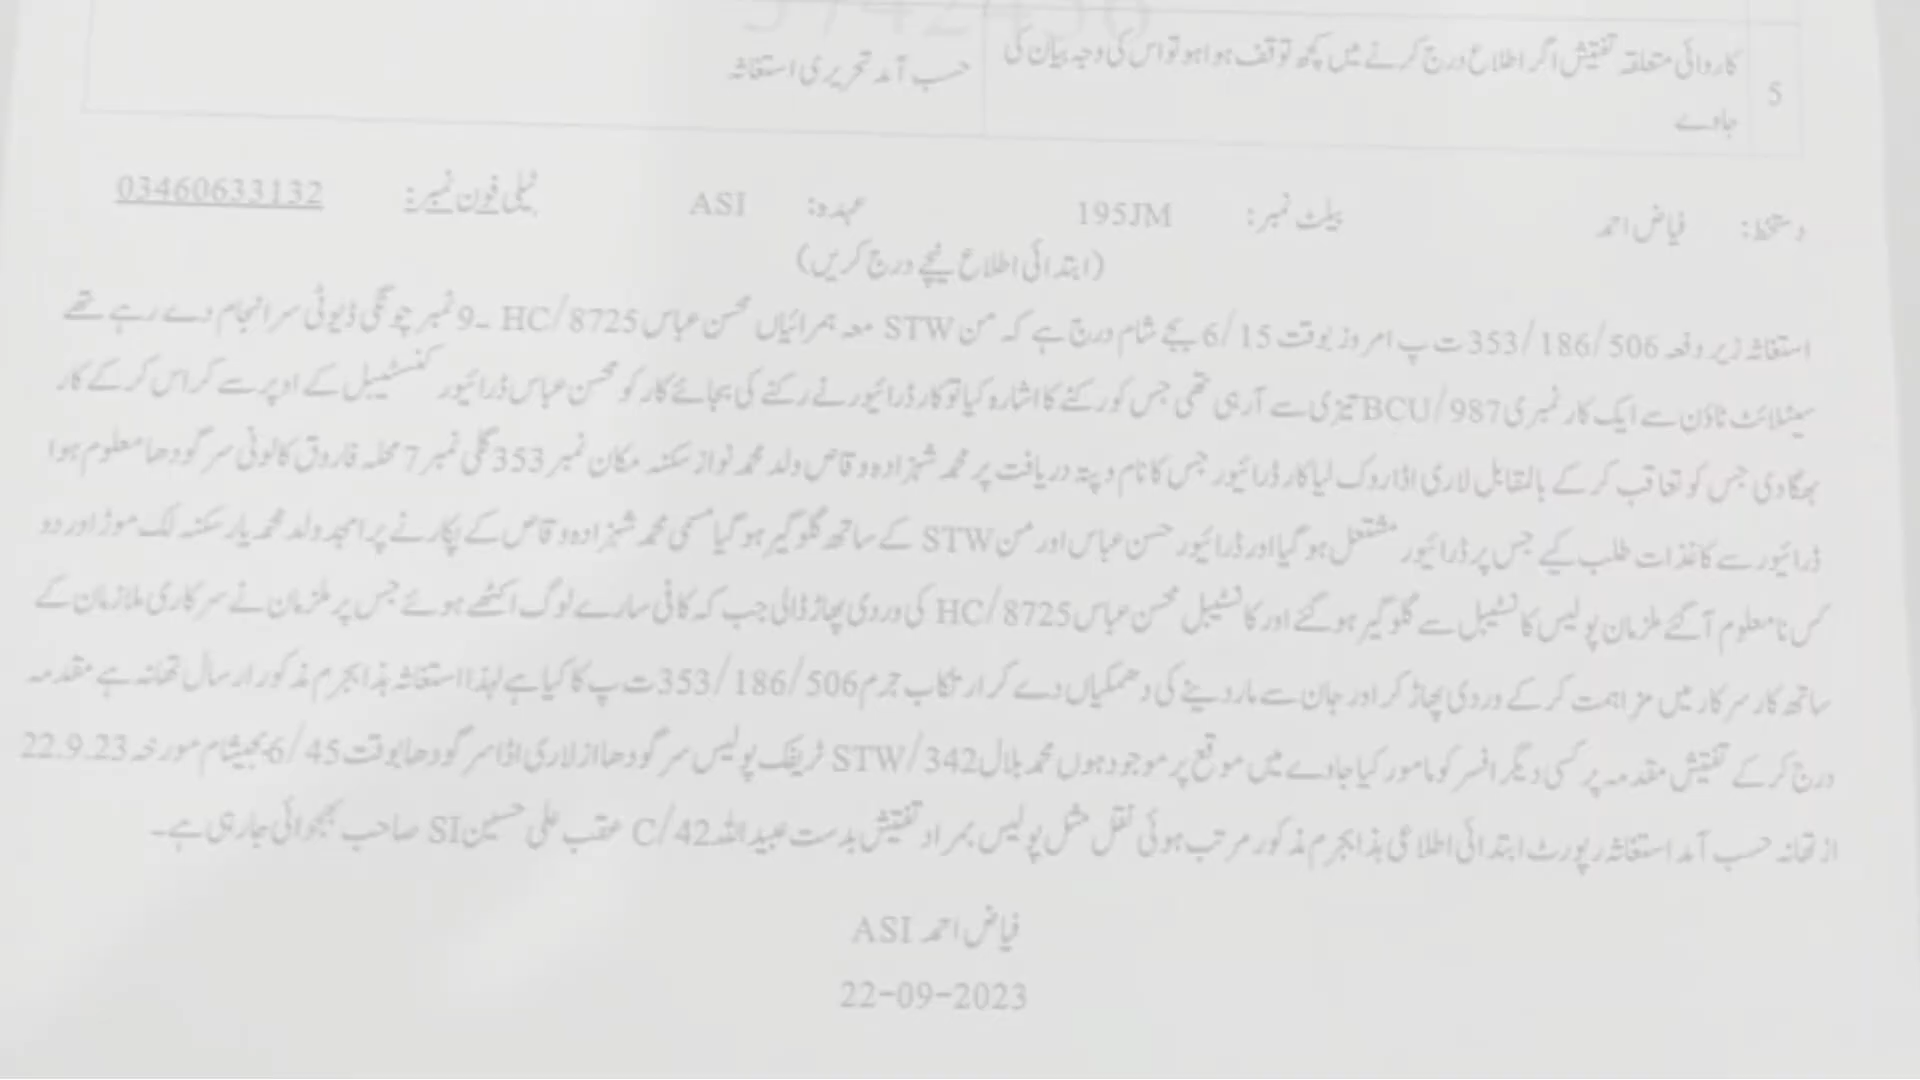 5 کاروائی متعلقہ تفتیش اگر اطلاع درج کرنے میں کچھ توقف ہوا ہو تو اس کی وجہ بیان کی جاوے
حسب آمد تحریری استغاثہ
دستخط: فیاض احمد بیلٹ نمبر: 195JM عہدہ: ASI ٹیلی فون نمبر: 03460633132
(ابتدائی اطلاع نیچے درج کریں)
استغاثہ زیر دفعہ 353/186/506 ت پ امروز بوقت 6/15 بجے شام درج ہے کہ من STW معہ ہمرائیاں محسن عباس HC/8725 ۔9 نمبر چونگی ڈیوٹی سرانجام دے رہے تھے
سیٹلائٹ ٹاؤن سے ایک کار نمبری BCU/987 تیزی سے آرہی تھی جس کو رکنے کا اشارہ کیا تو کار ڈرائیور نے رکنے کی بجائے کار کو محسن عباس ڈرائیور کنسٹیبل کے اوپر سے کراس کر کے کار
بھگا دی جس کو تعاقب کر کے بالمقابل لاری اڈا روک لیا کار ڈرائیور جس کا نام و پتہ دریافت پر محمد شہزادہ وقاص ولد محمد نواز سکنہ مکان نمبر 353 گلی نمبر 7 محلہ فاروق کالونی سرگودھا معلوم ہوا
ڈرائیور سے کاغذات طلب کیے جس پر ڈرائیور مشتعل ہو گیا اور ڈرائیور حسن عباس اور من STW کے ساتھ گلو گیر ہو گیا مسمی محمد شہزادہ وقاص کے پکارنے پر امجد ولد محمد یار سکنہ لک موڑ اور دو
کس نا معلوم آگئے ملزمان پولیس کانسٹیبل سے گلو گیر ہو گئے اور کانسٹیبل محسن عباس HC/8725 کی وردی پھاڑ ڈالی جب کہ کافی سارے لوگ اکٹھے ہوئے جس پر ملزمان نے سرکاری ملازمان کے
ساتھ کار سرکار میں مزاہمت کر کے وردی پھاڑ کر اور جان سے مار دینے کی دھمکیاں دے کر ارتکاب جرم 353/186/506 ت پ کا کیا ہے لہذا استغاثہ ہذا بجرم مذکور ارسال تھانہ ہے مقدمہ
درج کر کے تفتیش مقدمہ پر کسی دیگر افسر کو مامور کیا جاوے میں موقع پر موجود ہوں محمد بلال STW/342 ٹریفک پولیس سرگودھا از لاری اڈا سرگودھا بوقت 6/45 بجیشام مورخہ 22.9.23
از تھانہ حسب آمد استغاثہ رپورٹ ابتدائی اطلاعی ہذا بجرم مذکور مرتب ہوئی نقل مثل پولیس بمراد تفتیش بدست عبید اللہ C/42 عقب علی حسین SI صاحب بھجوائی جارہی ہے۔
فیاض احمد ASI
22-09-2023